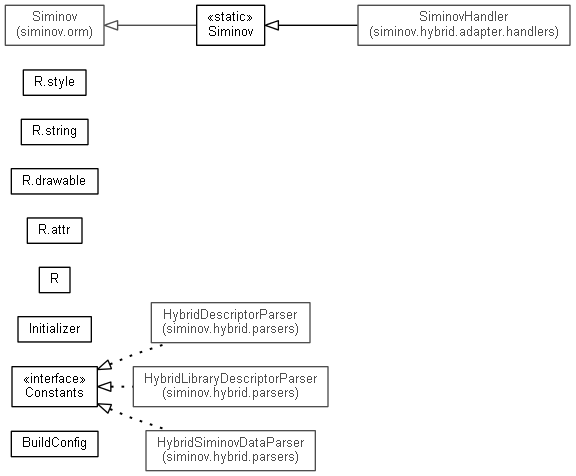 Siminov
(siminov.orm)
«static»
Siminov
SiminovHandler
(siminov.hybrid.adapter.handlers)
R.style
R.string
R.drawable
R.attr
R
Initializer
HybridDescriptorParser
(siminov.hybrid.parsers)
«interface»
Constants
HybridLibraryDescriptorParser
(siminov.hybrid.parsers)
BuildConfig
HybridSiminovDataParser
(siminov.hybrid.parsers)